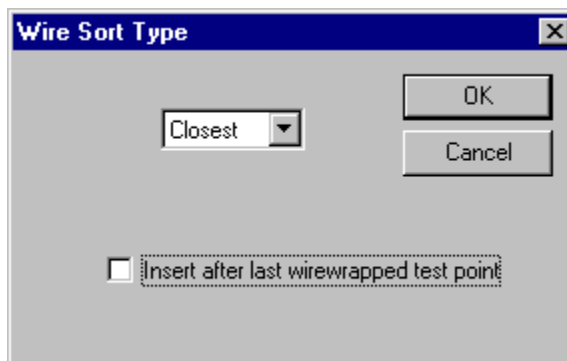 Wire Sort Type
OK
Closest
Cancel
Insert after last wirewrapped test point